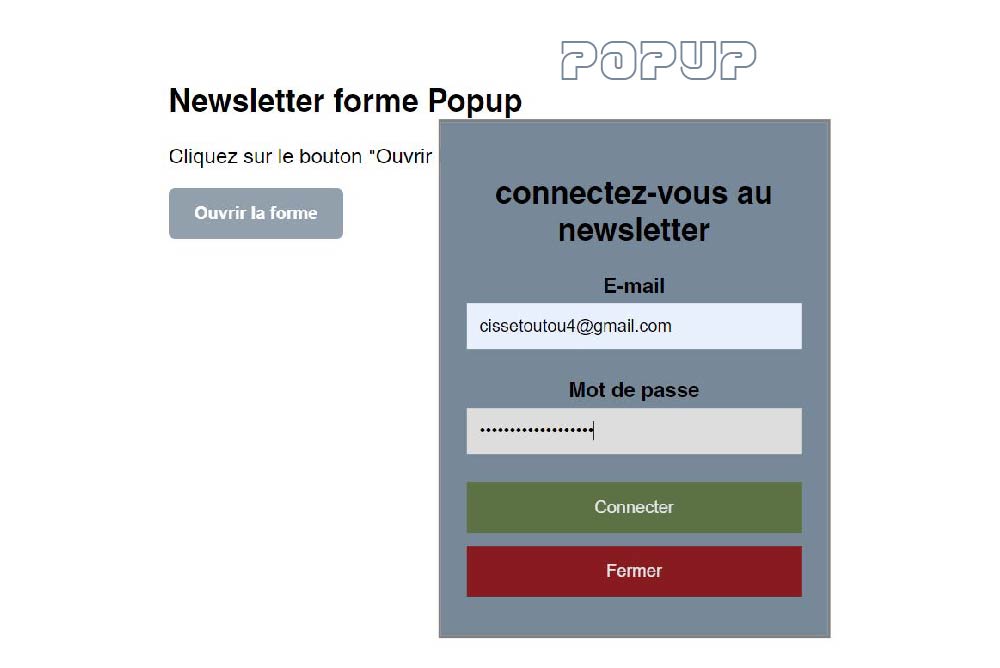 POPUP
Newsletter forme Popup
Cliquez sur le bouton "Ouvrir
Ouvrir la forme
connectez-vous au
newsletter
E-mail
cissetoutou4@gmail.com
Mot de passe
•••••••••••••••••••
Connecter
Fermer